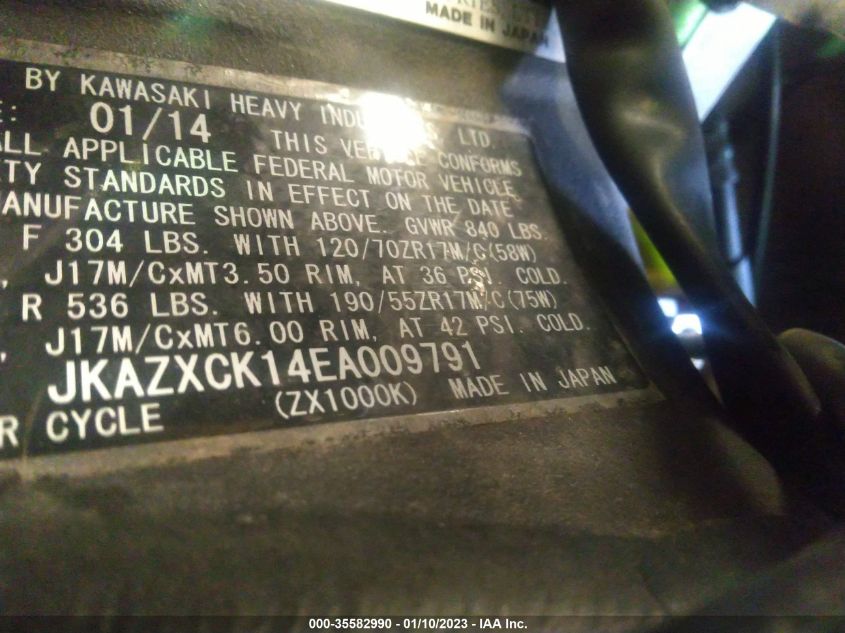 MADE IN JAPAN
BY KAWASAKI HEAVY LTD.
E: 01/14 THIS VEHICLE CONFORMS
ALL APPLICABLE FEDERAL MOTOR VEHICLE
TY STANDARDS IN EFFECT ON THE DATE
ANUFACTURE SHOWN ABOVE. GVWR 840 LBS.
F 304 LBS. WITH 120/70ZR17M/C(58W)
, J17M/CxMT3.50 RIM, AT 36 PSI. COLD.
R 536 LBS. WITH 190/55ZR17M/C(75W)
, J17M/CxMT6.00 RIM, AT 42 PSI. COLD.
JKAZXCK14EA009791
R CYCLE (ZX1000K) MADE IN JAPAN
000-35582990 - 01/10/2023 - IAA Inc.